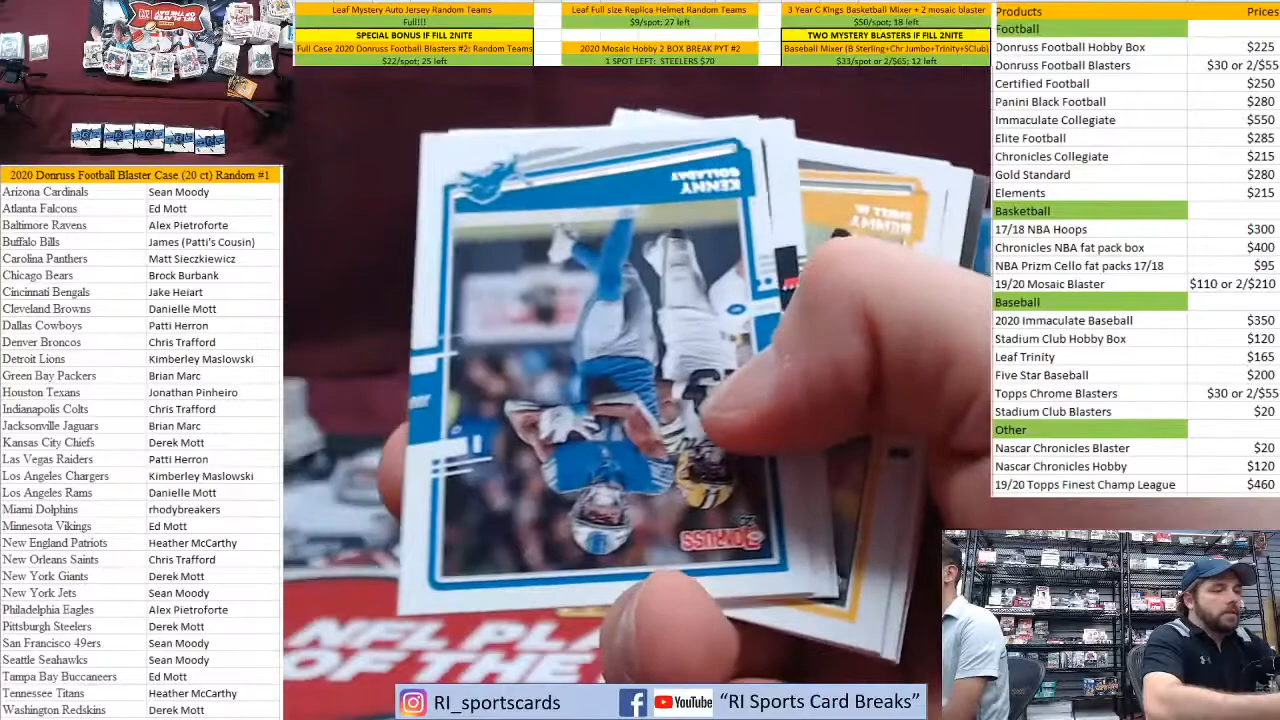 Leaf Mystery Auto Jersey Random Teams
Full!!!
SPECIAL BONUS IF FILL 2NITE
Full Case 2020 Donruss Football Blasters #2: Random Teams
$22/spot; 25 left
Leaf Full size Replica Helmet Random Teams
$9/spot; 27 left
2020 Mosaic Hobby 2 BOX BREAK PYT #2
1 SPOT LEFT: STEELERS $70
3 Year C Kings Basketball Mixer + 2 mosaic blaster
$50/spot; 18 left
TWO MYSTERY BLASTERS IF FILL 2NITE
Baseball Mixer (B Sterling+Chr Jumbo+Trinity+SClub)
$33/spot or 2/$65; 12 left
Products Prices
Football
Donruss Football Hobby Box $225
Donruss Football Blasters $30 or 2/$55
Certified Football $250
Panini Black Football $280
Immaculate Collegiate $550
Elite Football $285
Chronicles Collegiate $215
Gold Standard $280
Elements $215
Basketball
17/18 NBA Hoops $300
Chronicles NBA fat pack box $400
NBA Prizm Cello fat packs 17/18 $95
19/20 Mosaic Blaster $110 or 2/$210
Baseball
2020 Immaculate Baseball $350
Stadium Club Hobby Box $120
Leaf Trinity $165
Five Star Baseball $200
Topps Chrome Blasters $30 or 2/$55
Stadium Club Blasters $20
Other
Nascar Chronicles Blaster $20
Nascar Chronicles Hobby $120
19/20 Topps Finest Champ League $460
2020 Donruss Football Blaster Case (20 ct) Random #1
Arizona Cardinals Sean Moody
Atlanta Falcons Ed Mott
Baltimore Ravens Alex Pietroforte
Buffalo Bills James (Patti's Cousin)
Carolina Panthers Matt Sieczkiewicz
Chicago Bears Brock Burbank
Cincinnati Bengals Jake Heiart
Cleveland Browns Danielle Mott
Dallas Cowboys Patti Herron
Denver Broncos Chris Trafford
Detroit Lions Kimberley Maslowski
Green Bay Packers Brian Marc
Houston Texans Jonathan Pinheiro
Indianapolis Colts Chris Trafford
Jacksonville Jaguars Brian Marc
Kansas City Chiefs Derek Mott
Las Vegas Raiders Patti Herron
Los Angeles Chargers Kimberley Maslowski
Los Angeles Rams Danielle Mott
Miami Dolphins rhodybreakers
Minnesota Vikings Ed Mott
New England Patriots Heather McCarthy
New Orleans Saints Chris Trafford
New York Giants Derek Mott
New York Jets Sean Moody
Philadelphia Eagles Alex Pietroforte
Pittsburgh Steelers Derek Mott
San Francisco 49ers Sean Moody
Seattle Seahawks Sean Moody
Tampa Bay Buccaneers Ed Mott
Tennessee Titans Heather McCarthy
Washington Redskins Derek Mott
KENNY
GOLLADAY
DONRUSS
RI_sportscards
YouTube
"RI Sports Card Breaks"